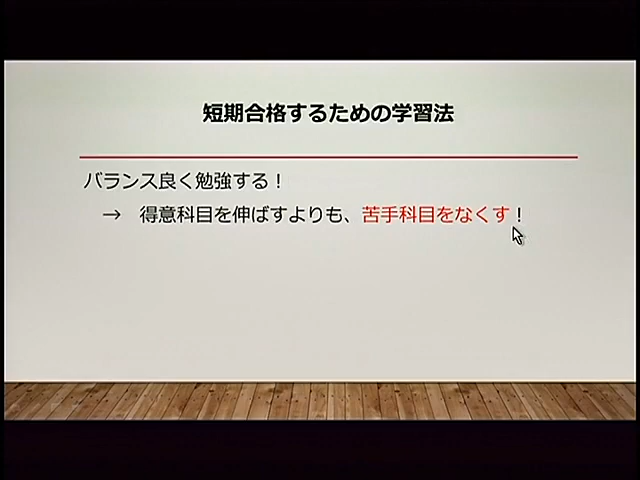 短期合格するための学習法
バランス良く勉強する！
→　得意科目を伸ばすよりも、苦手科目をなくす！